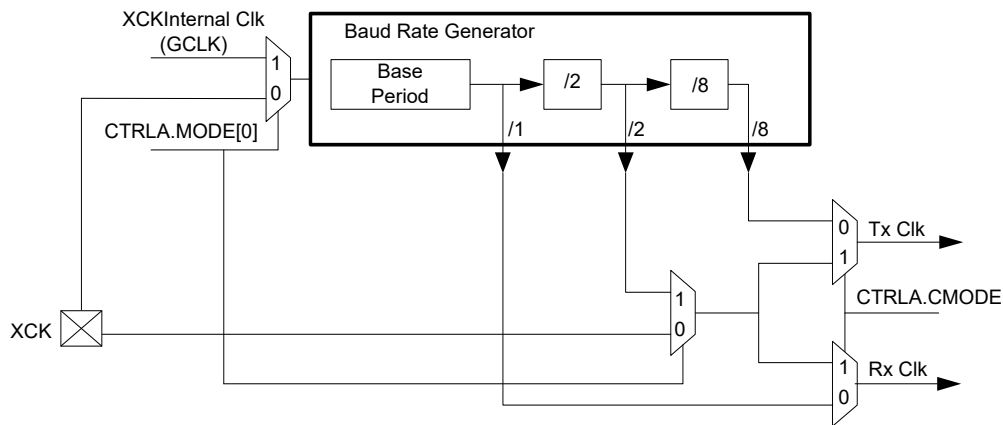 XCKInternal Clk
(GCLK)
Baud Rate Generator
1
0
Base
Period
/2
/8
CTRLA.MODE[0]
/1
/2
/8
0
Tx Clk
1
1
CTRLA.CMODE
XCK
0
1
Rx Clk
0